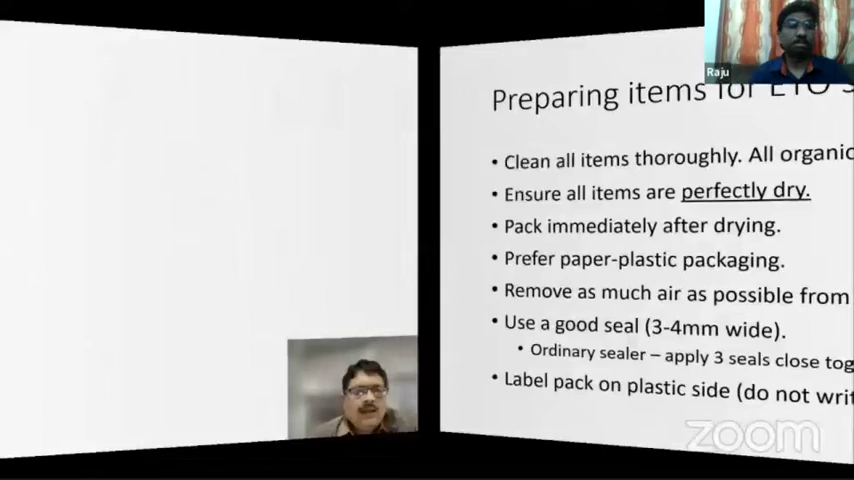 Raju
Preparing items for ETO
• Clean all items thoroughly. All organic
• Ensure all items are perfectly dry.
• Pack immediately after drying.
• Prefer paper-plastic packaging.
• Remove as much air as possible from
• Use a good seal (3-4mm wide).
• Ordinary sealer – apply 3 seals close tog
• Label pack on plastic side (do not writ
zoom